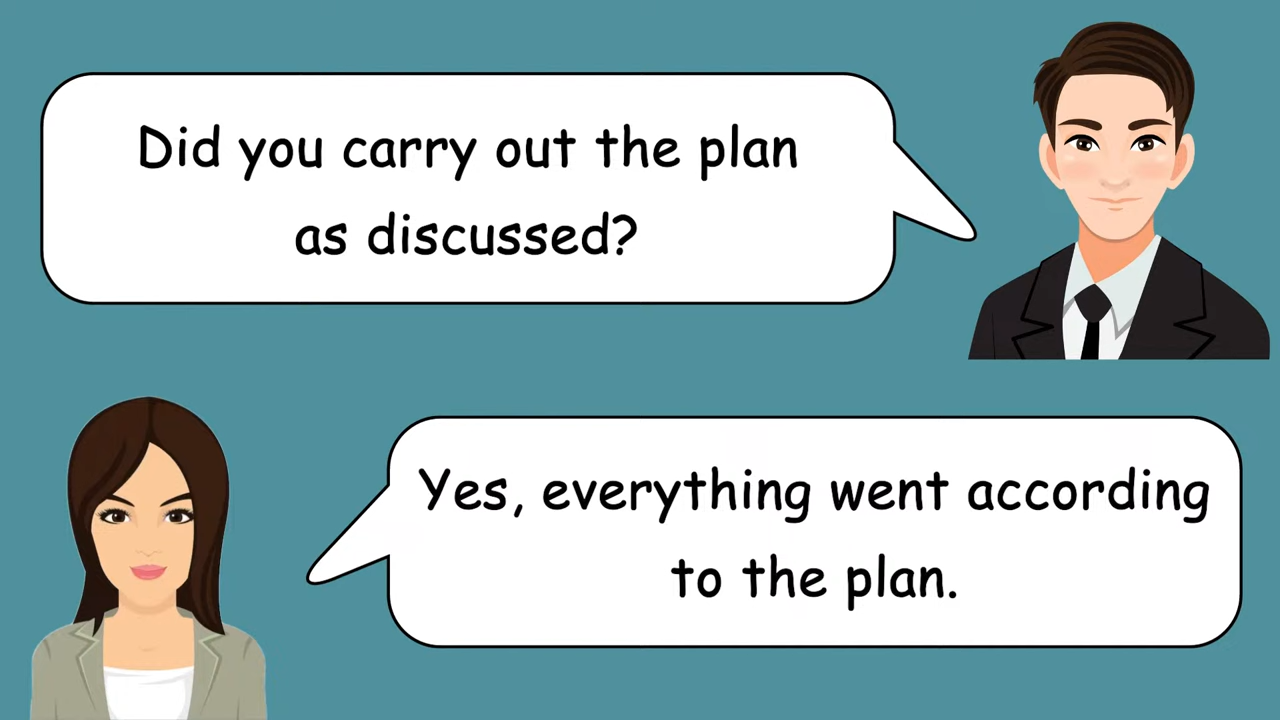 Did you carry out the plan
as discussed?
Yes, everything went according
to the plan.